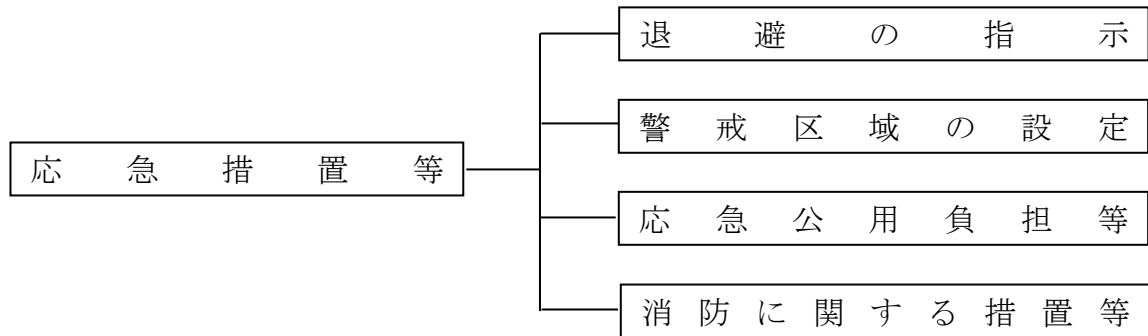 退避の指示
警戒区域の設定
応急措置等
応急公用負担等
消防に関する措置等